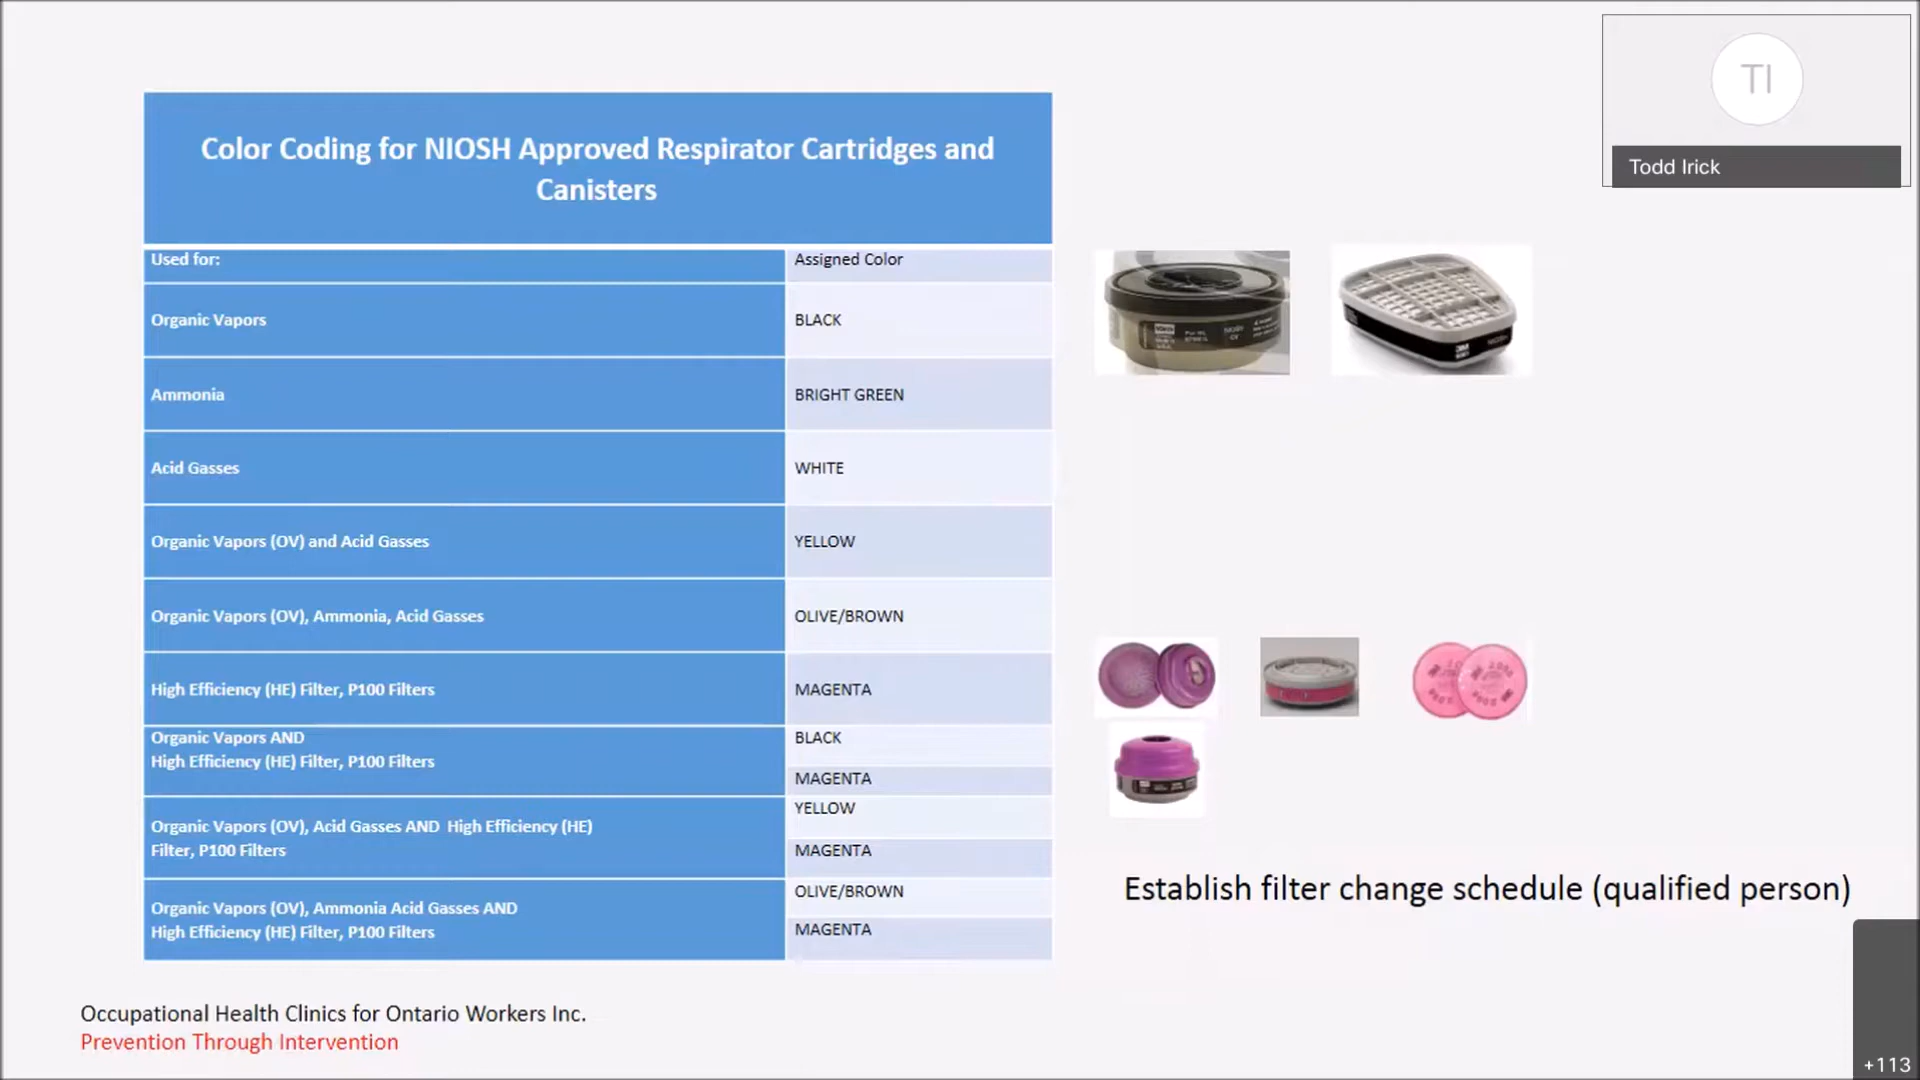 TI
Todd Irick
Color Coding for NIOSH Approved Respirator Cartridges and
Canisters
Used for:
Assigned Color
Organic Vapors
BLACK
Ammonia
BRIGHT GREEN
Acid Gasses
WHITE
Organic Vapors (OV) and Acid Gasses
YELLOW
Organic Vapors (OV), Ammonia, Acid Gasses
OLIVE/BROWN
High Efficiency (HE) Filter, P100 Filters
MAGENTA
Organic Vapors AND
High Efficiency (HE) Filter, P100 Filters
BLACK
MAGENTA
Organic Vapors (OV), Acid Gasses AND High Efficiency (HE)
Filter, P100 Filters
YELLOW
MAGENTA
Organic Vapors (OV), Ammonia Acid Gasses AND
High Efficiency (HE) Filter, P100 Filters
OLIVE/BROWN
MAGENTA
3M
NIOSH
Establish filter change schedule (qualified person)
Occupational Health Clinics for Ontario Workers Inc.
Prevention Through Intervention
+113